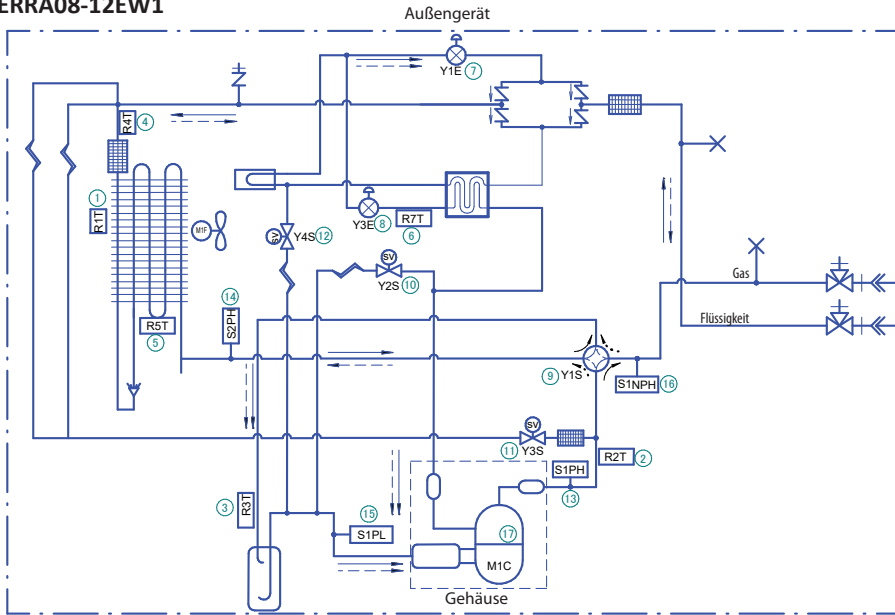 ERRA08-12EW1
Außengerät
Y1E 7
R4T 4
1
R1T
M1F
R5T
5
14
S2PH
SV Y4S 12
Y3E 8
R7T
6
SV
Y2S 10
Gas
Flüssigkeit
9 Y1S
S1NPH 16
SV
11 Y3S
R2T 2
S1PH
13
3 R3T
15
S1PL
17
M1C
Gehäuse